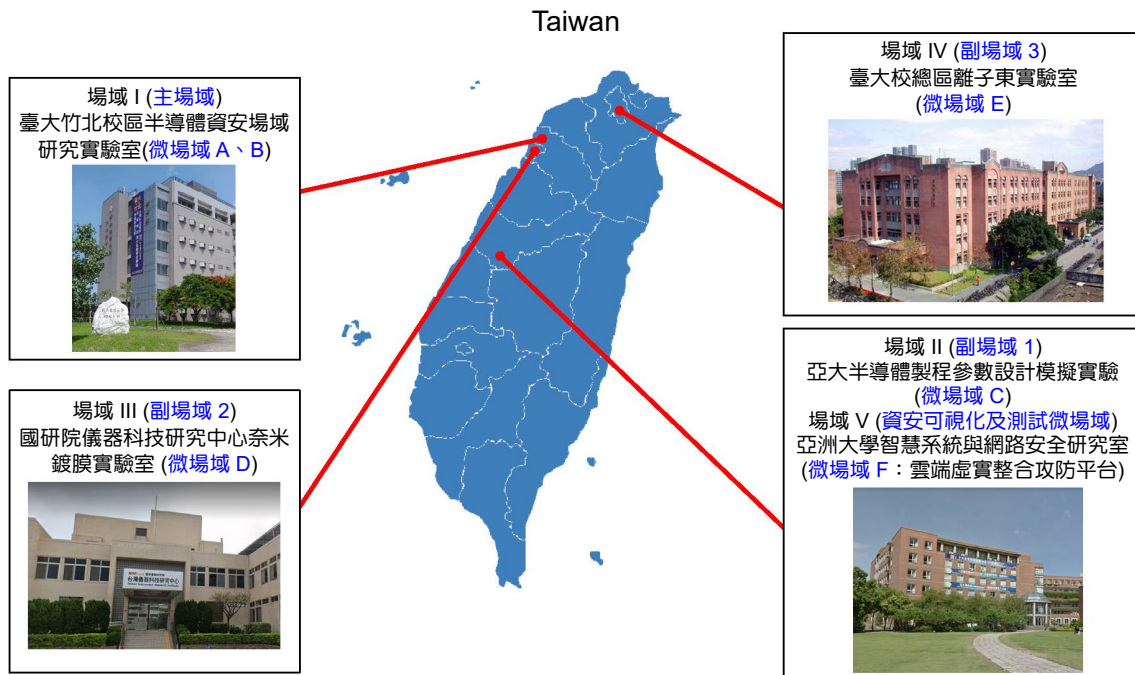 Taiwan
場域 I (主場域)
臺大竹北校區半導體資安場域
研究實驗室(微場域 A、B)
場域 III (副場域 2)
國研院儀器科技研究中心奈米
鍍膜實驗室 (微場域 D)
台灣儀器科技研究中心
場域 IV (副場域 3)
臺大校總區離子東實驗室
(微場域 E)
場域 II (副場域 1)
亞大半導體製程參數設計模擬實驗
(微場域 C)
場域 V (資安可視化及測試微場域)
亞洲大學智慧系統與網路安全研究室
(微場域 F：雲端虛實整合攻防平台)